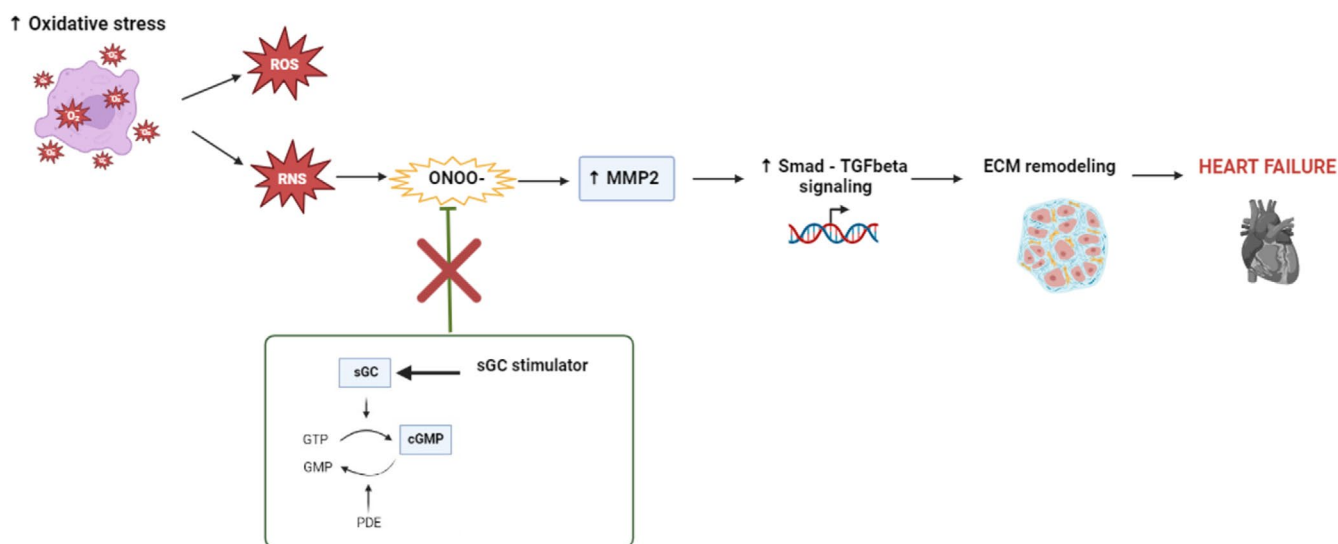 ↑ Oxidative stress
ROS
O₂
RNS
ONOO-
↑ MMP2
↑ Smad - TGFbeta
signaling
ECM remodeling
HEART FAILURE
sGC
sGC stimulator
GTP
cGMP
GMP
PDE